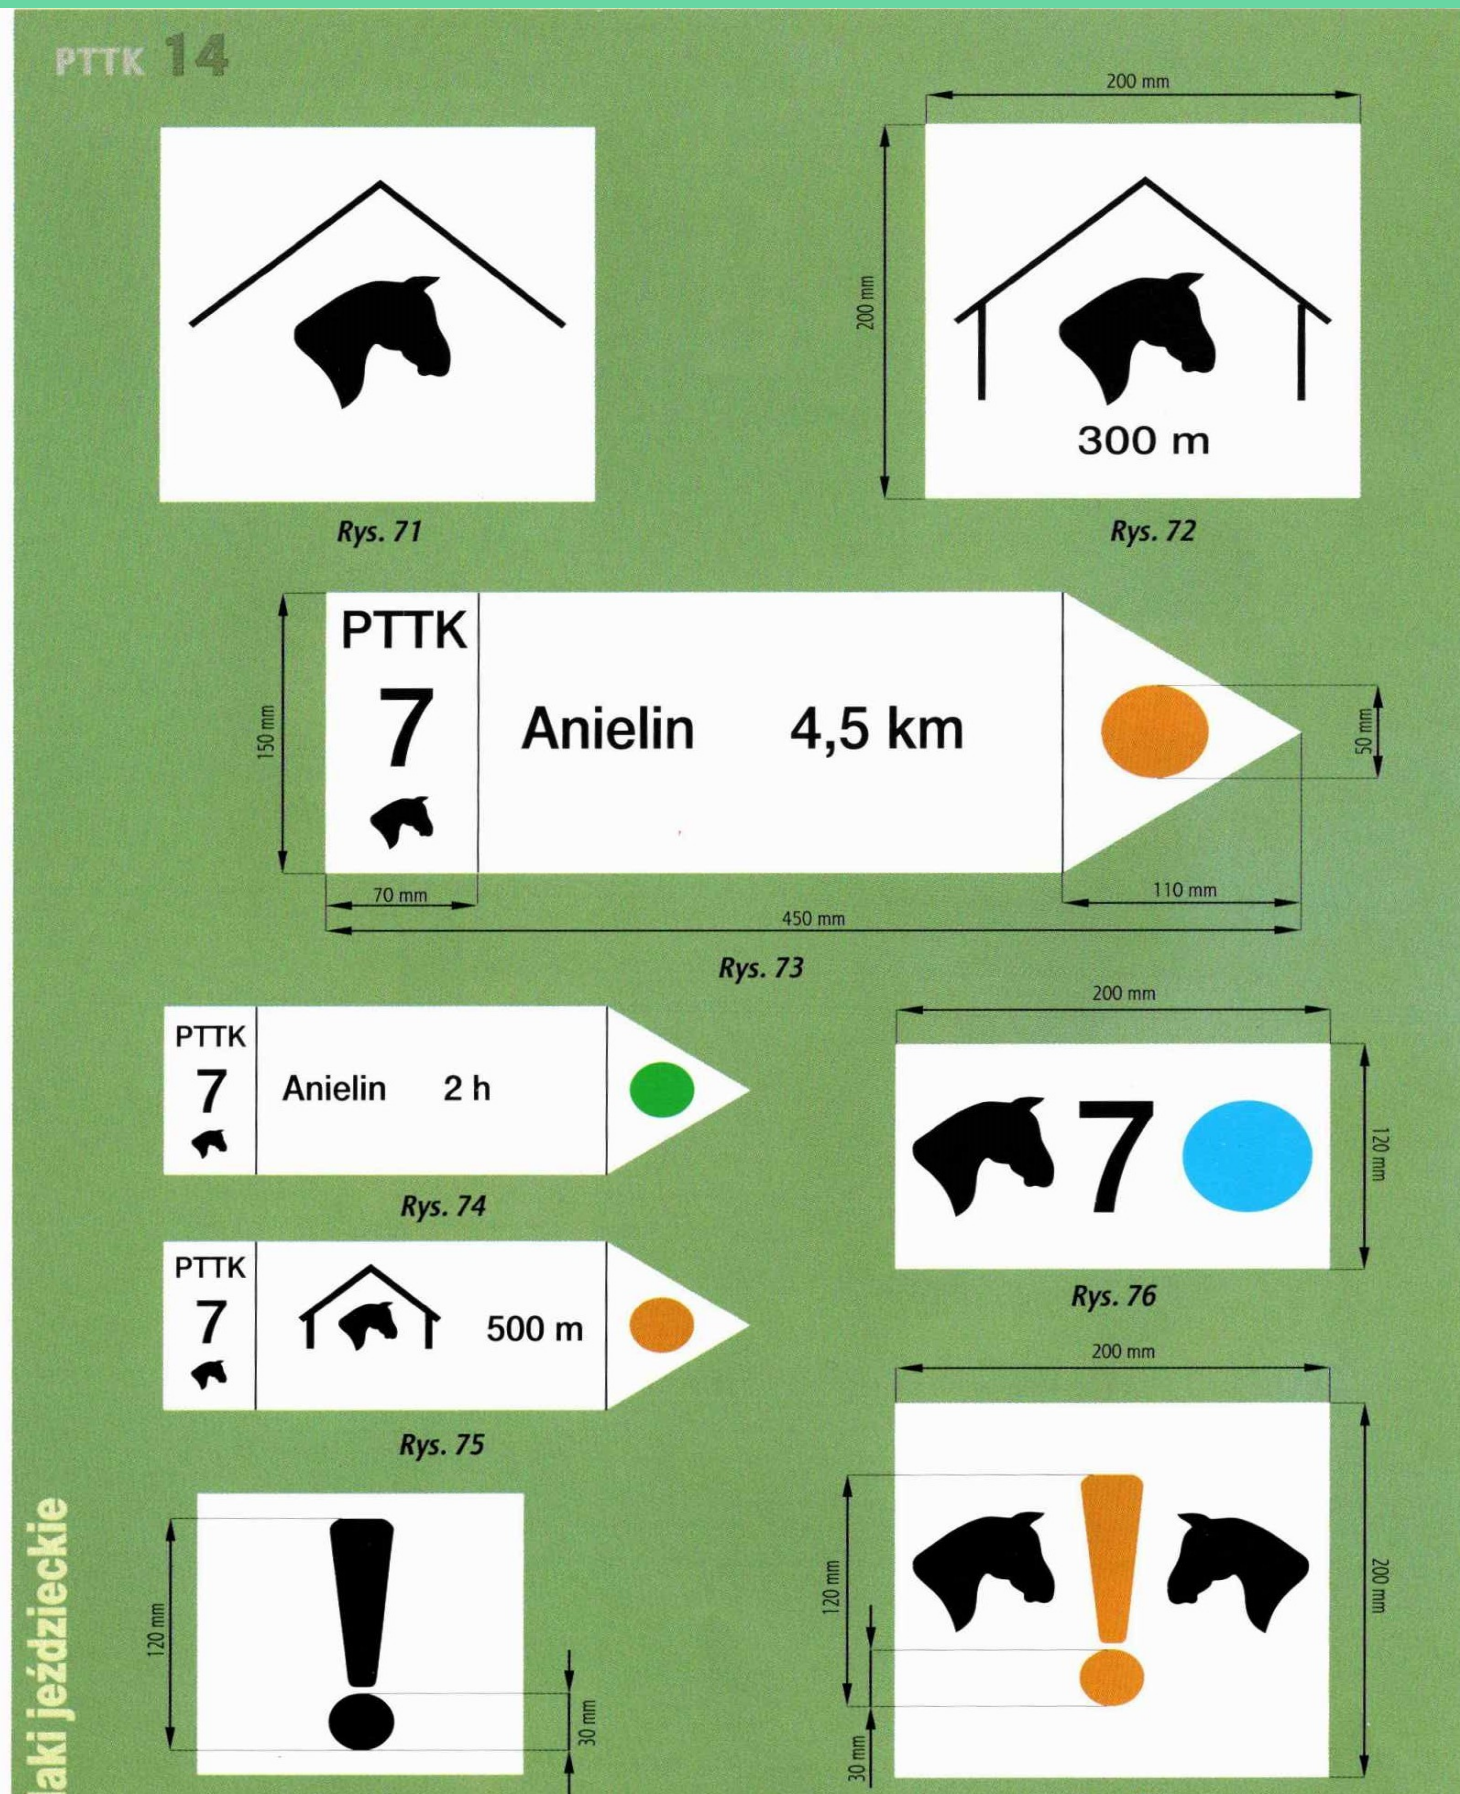 PTTK 14
200 mm
200 mm
300 m
Rys. 71
Rys. 72
PTTK
7
Anielin 4,5 km
150 mm
50 mm
70 mm
110 mm
450 mm
Rys. 73
PTTK
7
Anielin 2 h
Rys. 74
200 mm
7
120 mm
Rys. 76
PTTK
7
500 m
Rys. 75
200 mm
120 mm
30 mm
120 mm
30 mm
200 mm
laki jeździeckie